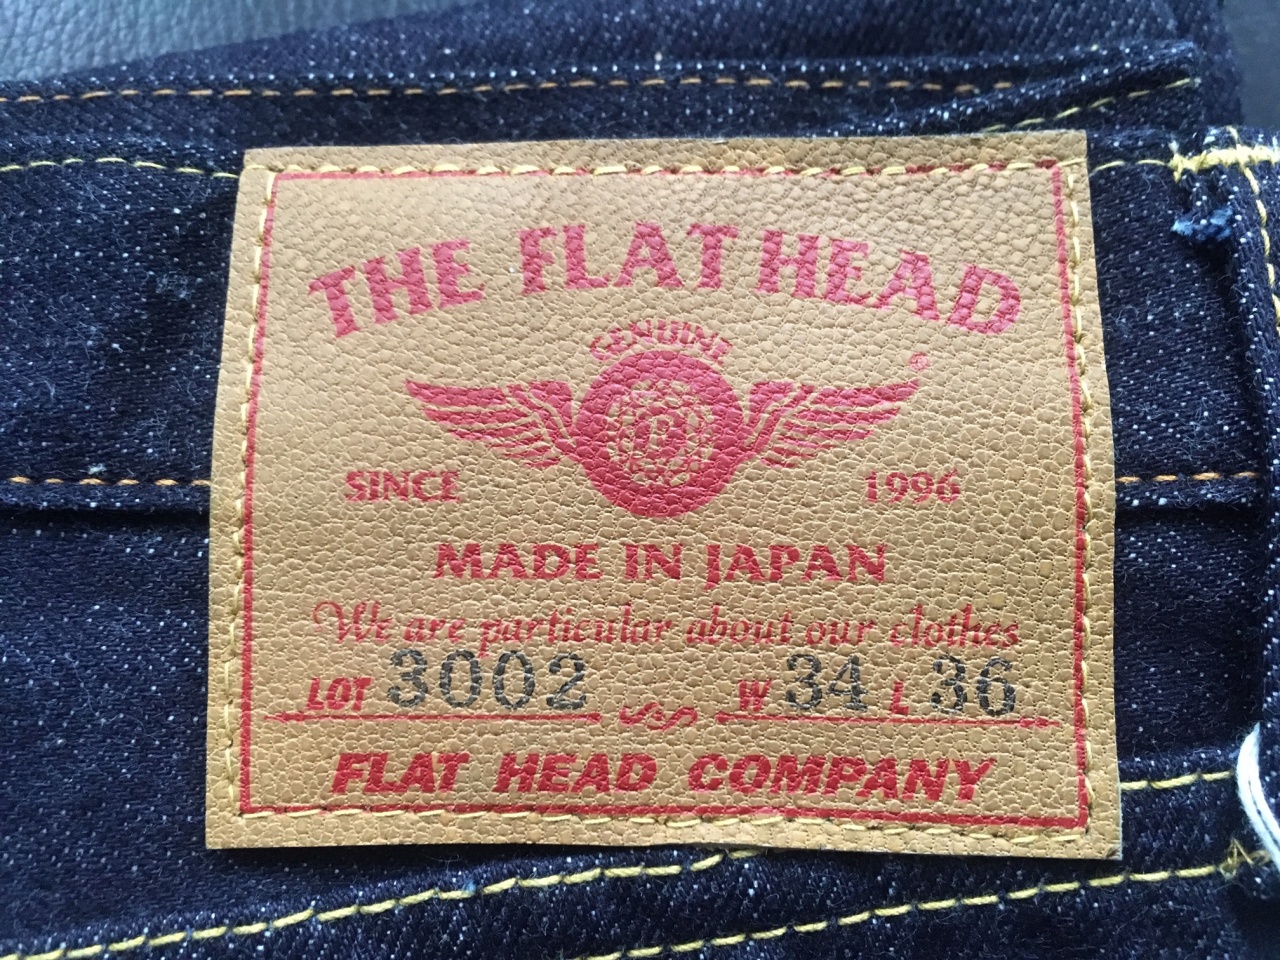 THE FLAT HEAD
GENUINE
®
SINCE 1996
MADE IN JAPAN
We are particular about our clothes
LOT 3002 W 34 L 36
FLAT HEAD COMPANY